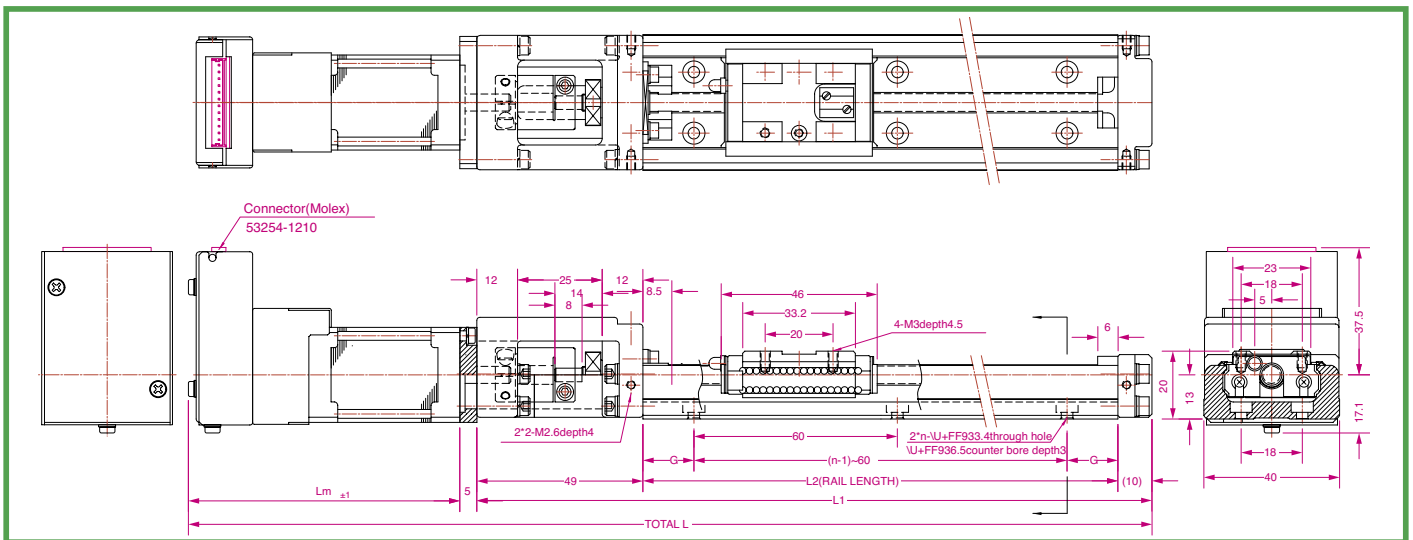 Connector(Molex)
53254-1210
12
25
12
14
8
8.5
46
33.2
20
4-M3depth4.5
6
23
18
5
37.5
20
13
17.1
2*2-M2.6depth4
60
2*n-\U+FF933.4through hole
\U+FF936.5counter bore depth3
G
(n-1)~60
G
18
49
L2(RAIL LENGTH)
(10)
40
Lm ±1
5
L1
TOTAL L